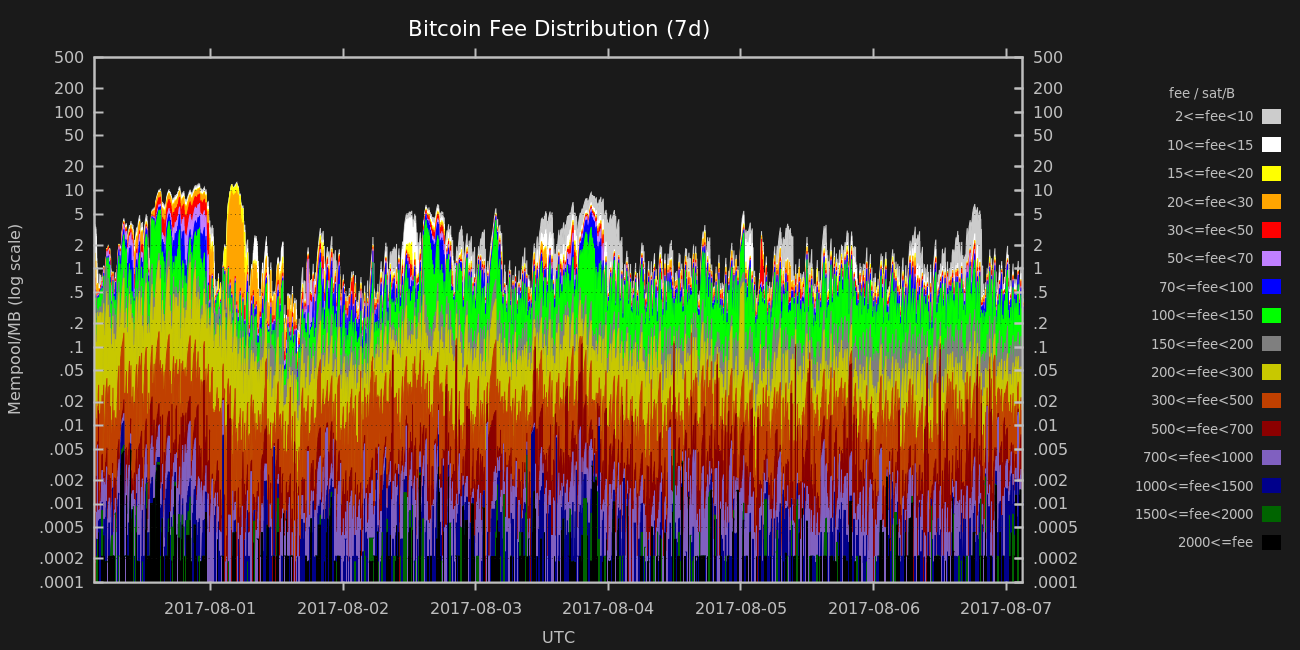 Bitcoin Fee Distribution (7d)
500
200
100
50
20
10
5
2
1
.5
.2
.1
.05
.02
.01
.005
.002
.001
.0005
.0002
.0001
Mempool/MB (log scale)
500
200
100
50
20
10
5
2
1
.5
.2
.1
.05
.02
.01
.005
.002
.001
.0005
.0002
.0001
2017-08-01 2017-08-02 2017-08-03 2017-08-04 2017-08-05 2017-08-06 2017-08-07
UTC
fee / sat/B
2<=fee<10
10<=fee<15
15<=fee<20
20<=fee<30
30<=fee<50
50<=fee<70
70<=fee<100
100<=fee<150
150<=fee<200
200<=fee<300
300<=fee<500
500<=fee<700
700<=fee<1000
1000<=fee<1500
1500<=fee<2000
2000<=fee